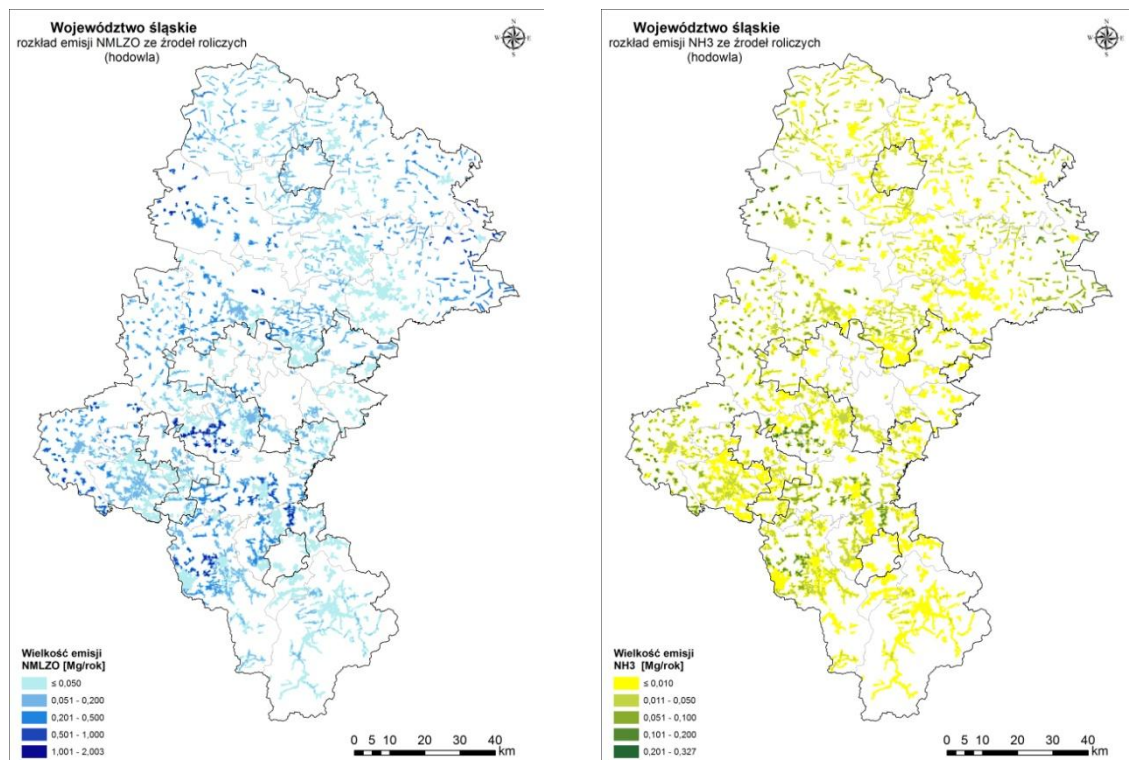 Województwo śląskie
rozkład emisji NMLZO ze źrodeł roliczych
(hodowla)
N
W E
S
Wielkość emisji
NMLZO [Mg/rok]
≤ 0,050
0,051 - 0,200
0,201 - 0,500
0,501 - 1,000
1,001 - 2,003
0 5 10 20 30 40
km
Województwo śląskie
rozkład emisji NH3 ze źrodeł roliczych
(hodowla)
N
W E
S
Wielkość emisji
NH3 [Mg/rok]
≤ 0,010
0,011 - 0,050
0,051 - 0,100
0,101 - 0,200
0,201 - 0,327
0 5 10 20 30 40
km